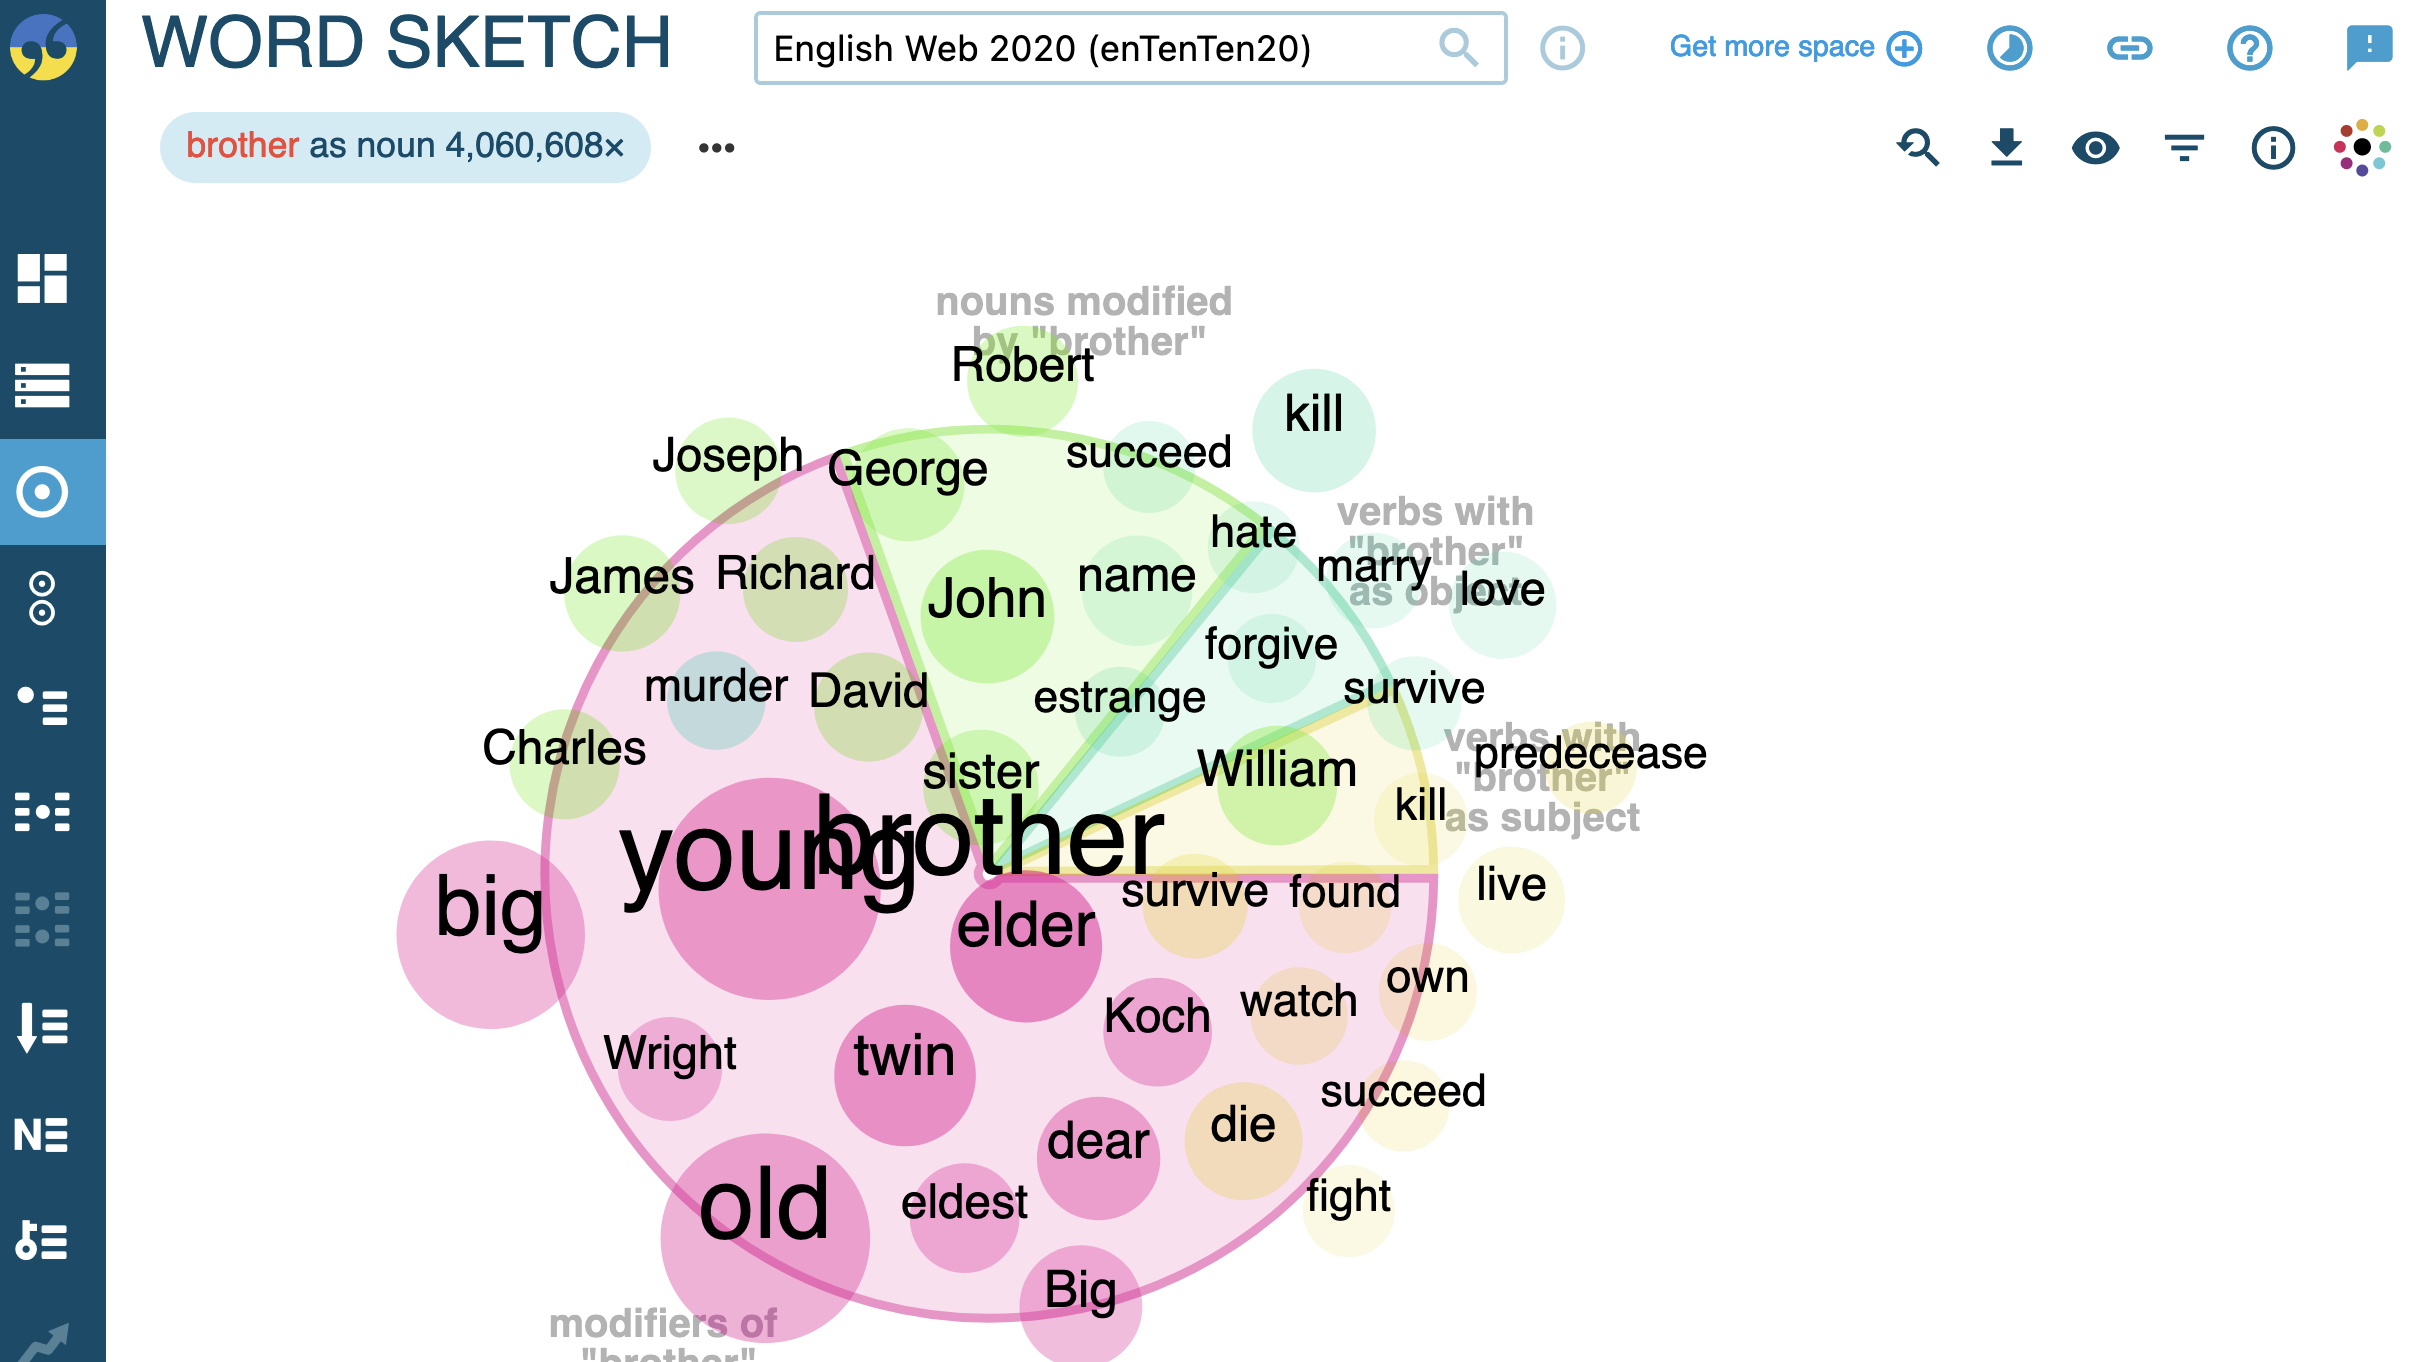 WORD SKETCH
English Web 2020 (enTenTen20)
Get more space
brother as noun 4,060,608×
nouns modified
by "brother"
Robert
kill
Joseph
George
succeed
verbs with
"brother"
as object
hate
marry
love
James
Richard
John
name
forgive
murder
David
estrange
survive
Charles
sister
William
verbs with
"brother"
as subject
predecease
kill
young
brother
big
elder
survive
found
live
own
Koch
watch
Wright
twin
succeed
dear
die
old
eldest
fight
Big
modifiers of
"brother"
N